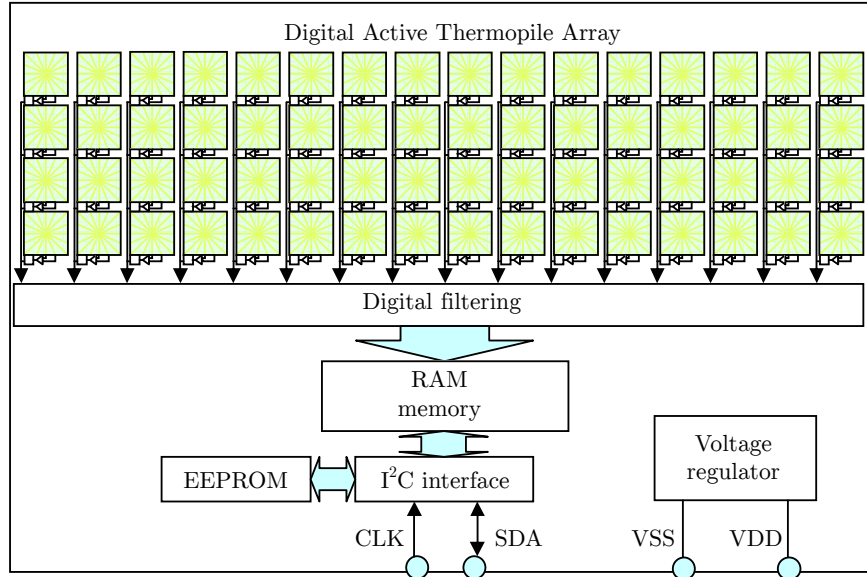 Digital Active Thermopile Array
Digital filtering
RAM
memory
EEPROM
I²C interface
Voltage
regulator
CLK
SDA
VSS
VDD